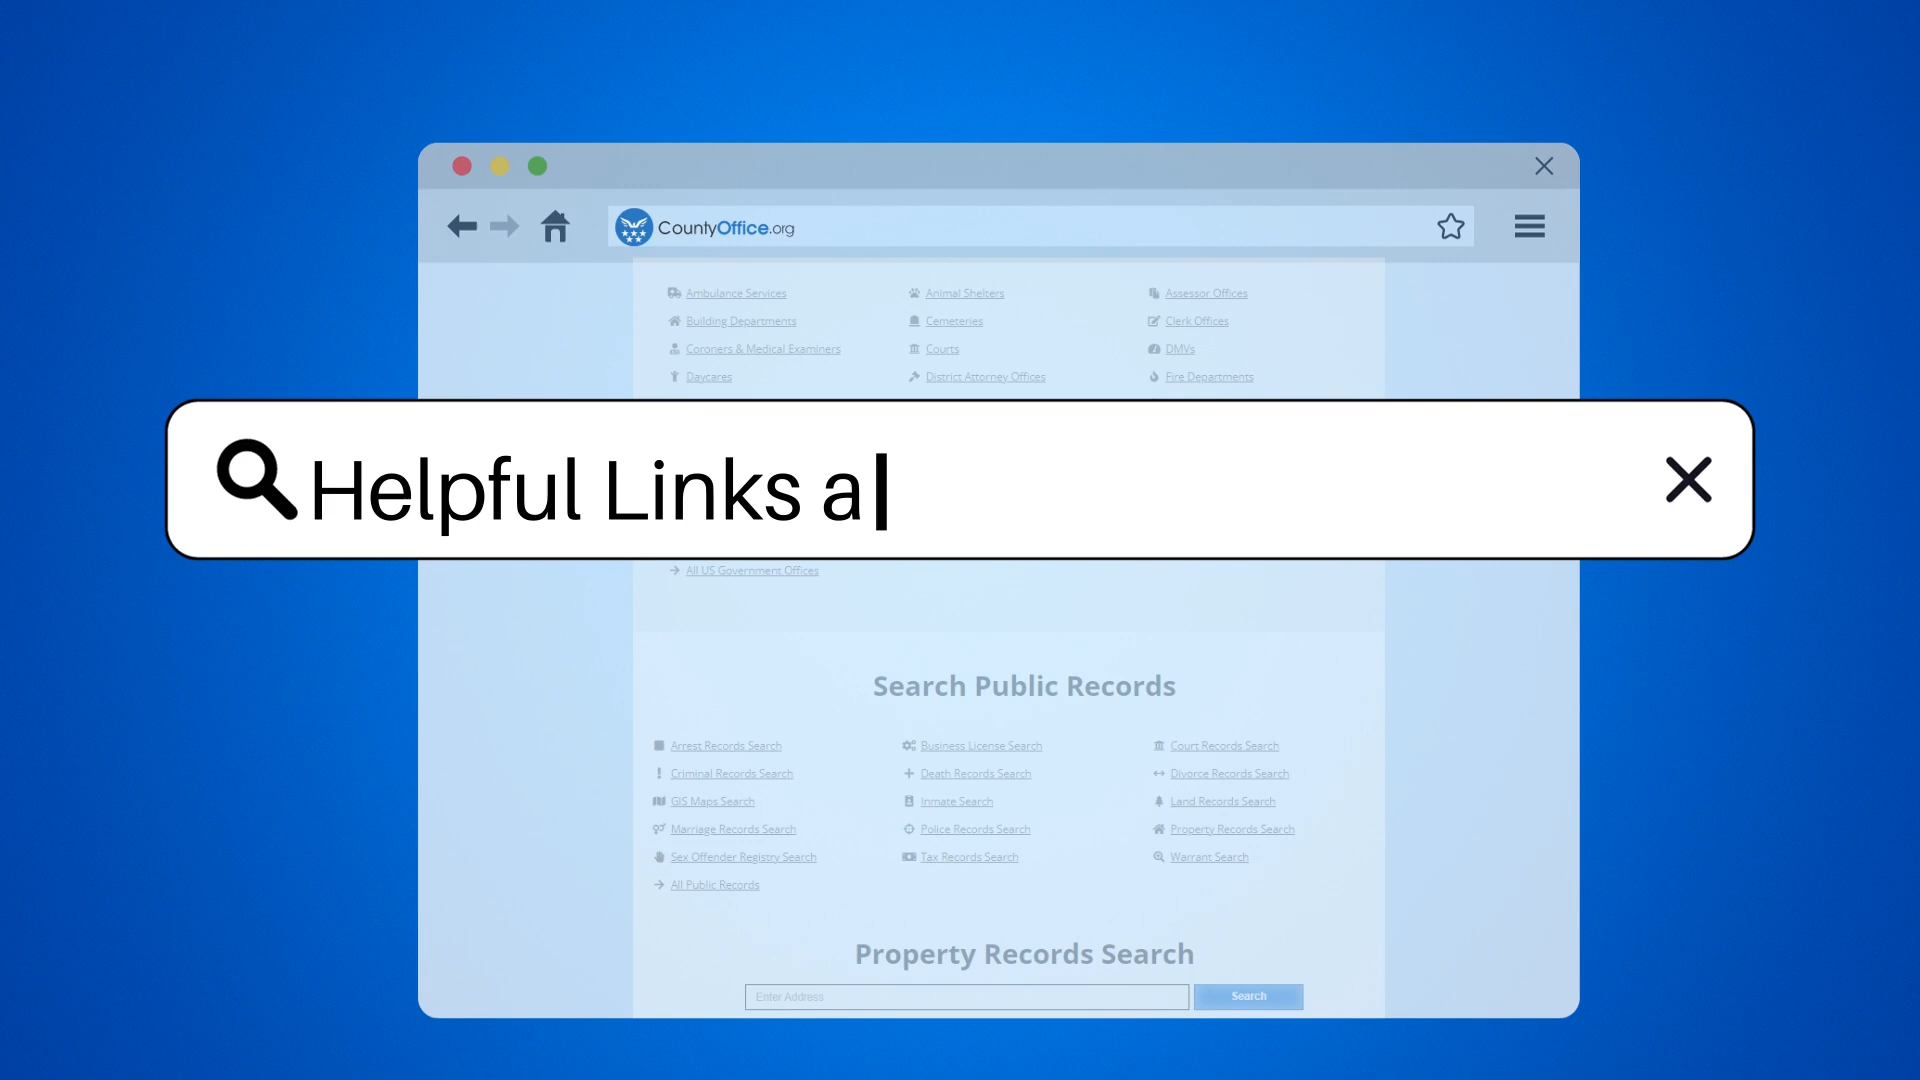 CountyOffice.org
Ambulance Services Animal Shelters Assessor Offices
Building Departments Cemeteries Clerk Offices
Coroners & Medical Examiners Courts DMVs
Daycares District Attorney Offices Fire Departments
Helpful Links a
All US Government Offices
Search Public Records
Arrest Records Search Business License Search Court Records Search
Criminal Records Search Death Records Search Divorce Records Search
GIS Maps Search Inmate Search Land Records Search
Marriage Records Search Police Records Search Property Records Search
Sex Offender Registry Search Tax Records Search Warrant Search
All Public Records
Property Records Search
Enter Address Search